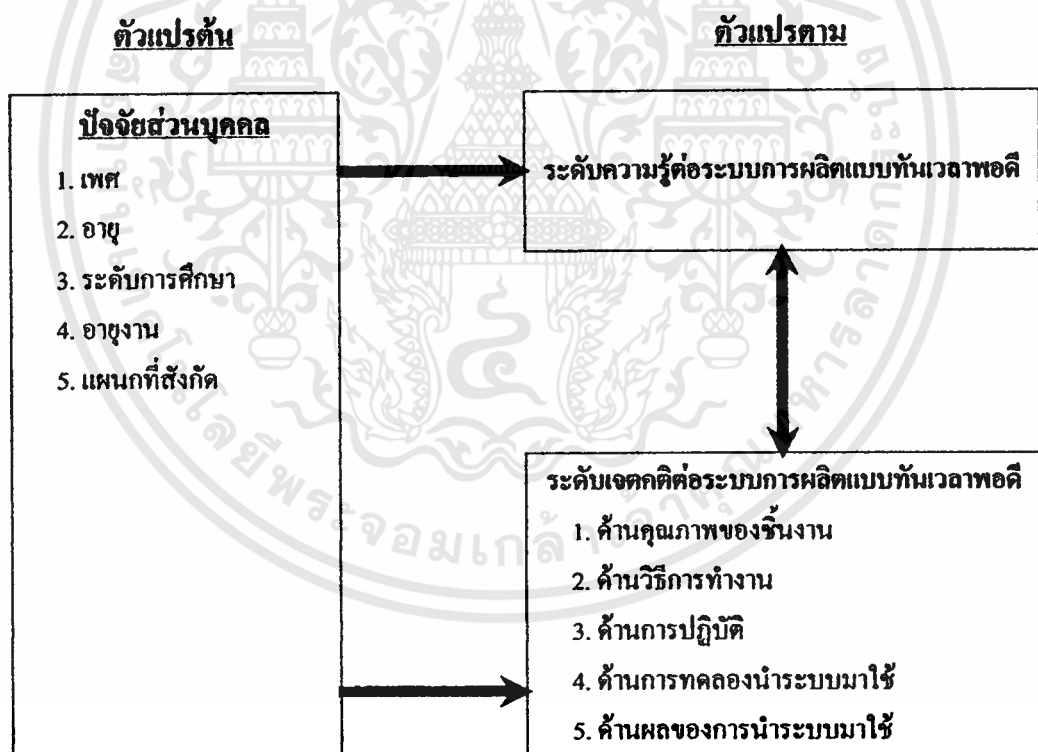 ตัวแปรต้น
ตัวแปรตาม
ปัจจัยส่วนบุคคล
1. เพศ
2. อายุ
3. ระดับการศึกษา
4. อายุงาน
5. แผนกที่สังกัด
ระดับความรู้ต่อระบบการผลิตแบบทันเวลาพอดี
ระดับเจตคติต่อระบบการผลิตแบบทันเวลาพอดี
1. ด้านคุณภาพของชิ้นงาน
2. ด้านวิธีการทำงาน
3. ด้านการปฏิบัติ
4. ด้านการทดลองนำระบบมาใช้
5. ด้านผลของการนำระบบมาใช้